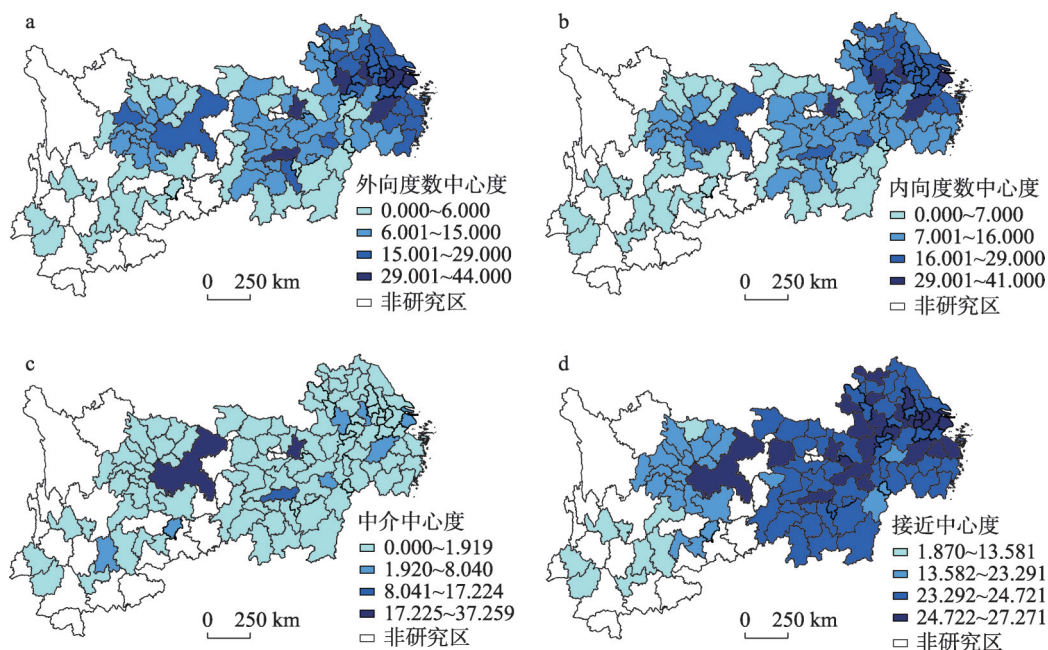 a
外向度数中心度
0.000~6.000
6.001~15.000
15.001~29.000
29.001~44.000
非研究区
0 250 km
b
内向度数中心度
0.000~7.000
7.001~16.000
16.001~29.000
29.001~41.000
非研究区
0 250 km
c
中介中心度
0.000~1.919
1.920~8.040
8.041~17.224
17.225~37.259
非研究区
0 250 km
d
接近中心度
1.870~13.581
13.582~23.291
23.292~24.721
24.722~27.271
非研究区
0 250 km